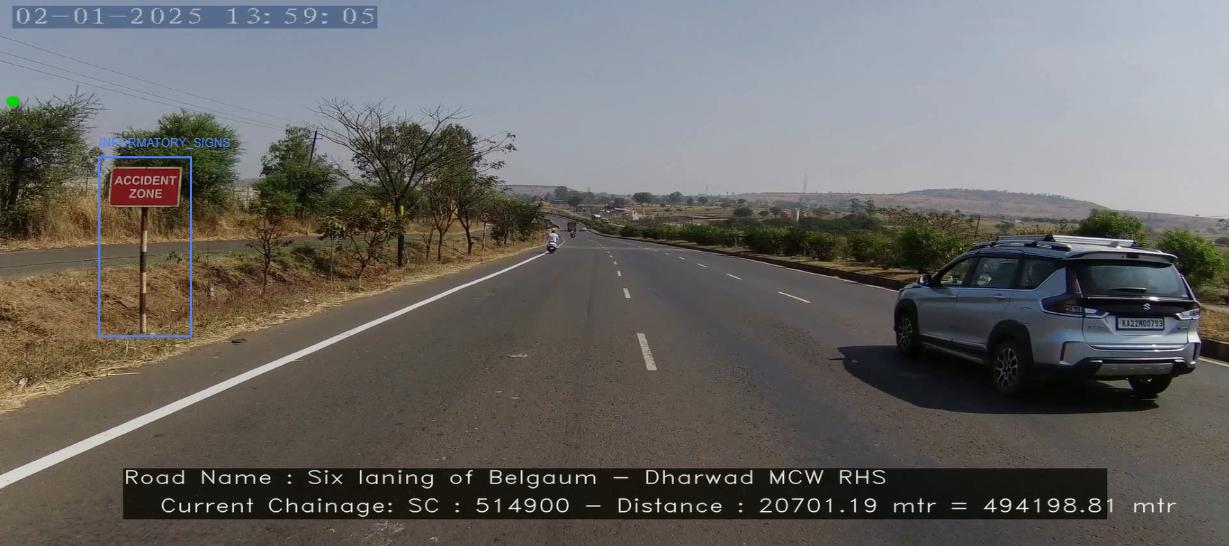 02-01-2025 13:59:05
INFORMATORY_SIGNS
ACCIDENT
ZONE
KA22MD0793
Road Name : Six laning of Belgaum - Dharwad MCW RHS
Current Chainage: SC : 514900 - Distance : 20701.19 mtr = 494198.81 mtr